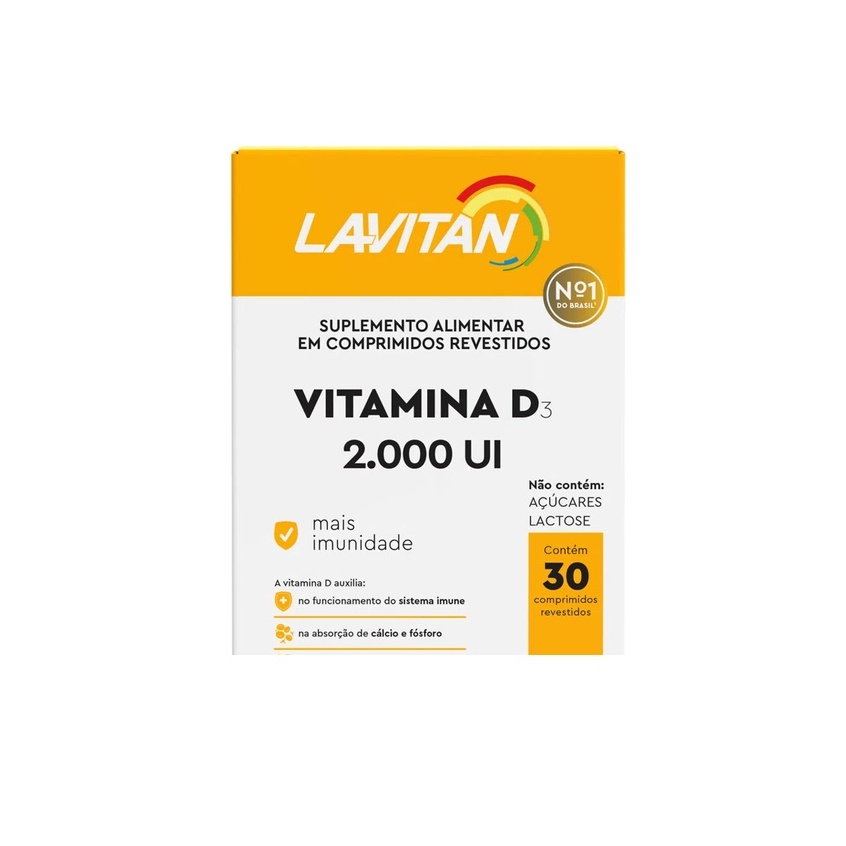 LAVITAN
Nº1
DO BRASIL¹
SUPLEMENTO ALIMENTAR
EM COMPRIMIDOS REVESTIDOS
VITAMINA D3
2.000 UI
Não contém:
AÇÚCARES
LACTOSE
mais
imunidade
Contém
30
comprimidos
revestidos
A vitamina D auxilia:
no funcionamento do sistema imune
na absorção de cálcio e fósforo